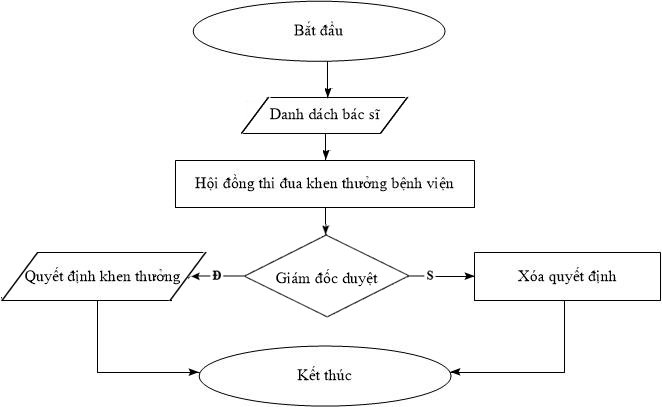 Bắt đầu
Danh dách bác sĩ
Hội đồng thi đua khen thưởng bệnh viện
Quyết định khen thưởng
Đ
Giám đốc duyệt
S
Xóa quyết định
Kết thúc